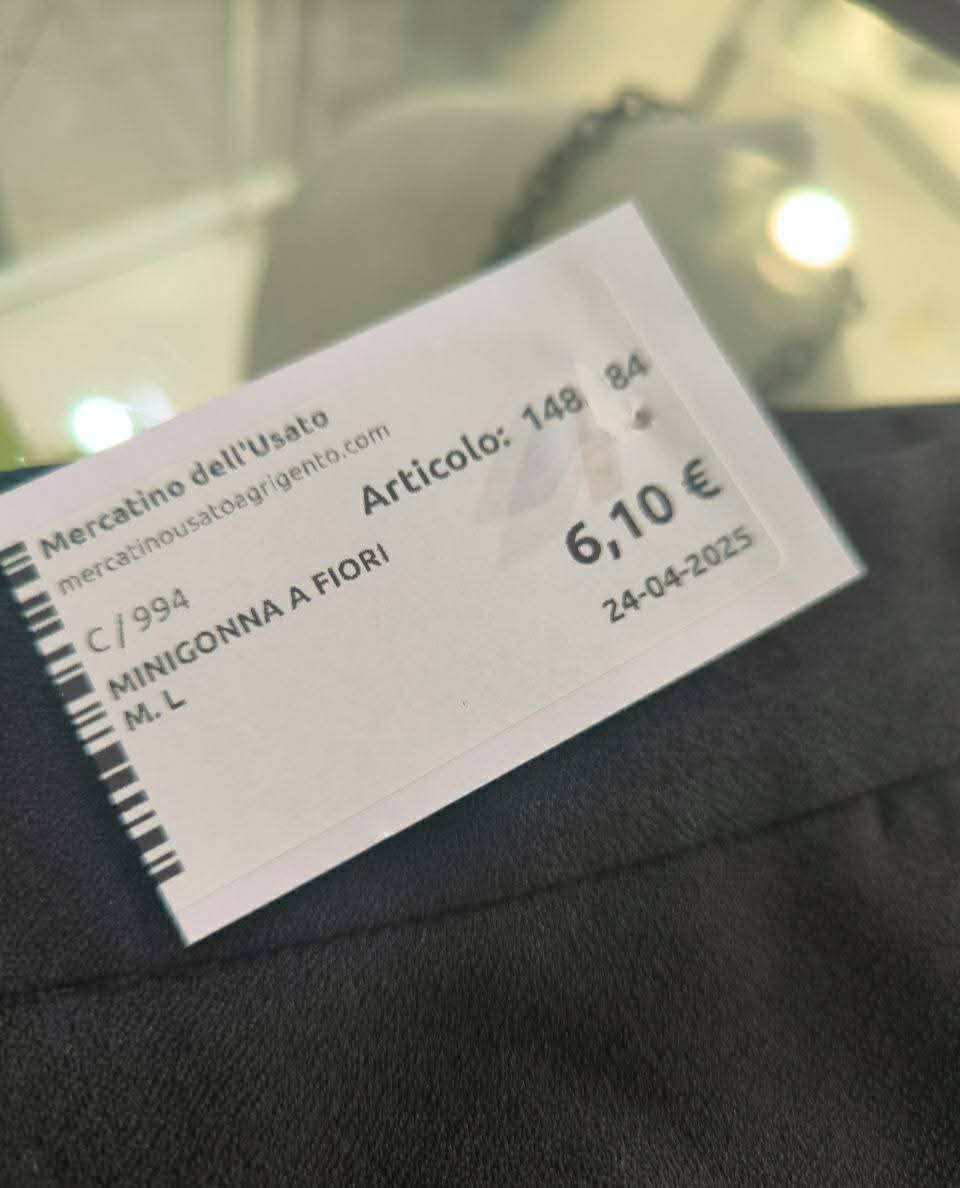 Mercatino dell'Usato
mercatinousatoagrigento.com
Articolo:
C / 994
6,10 €
MINIGONNA A FIORI
24-04-2025
M. L